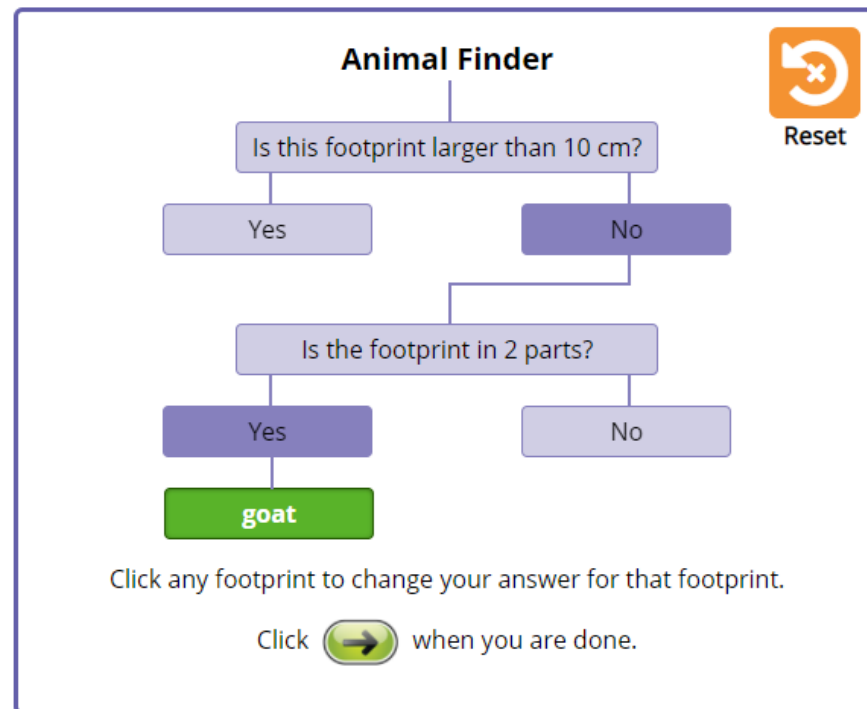 Animal Finder
Reset
Is this footprint larger than 10 cm?
Yes
No
Is the footprint in 2 parts?
Yes
No
goat
Click any footprint to change your answer for that footprint.
Click when you are done.